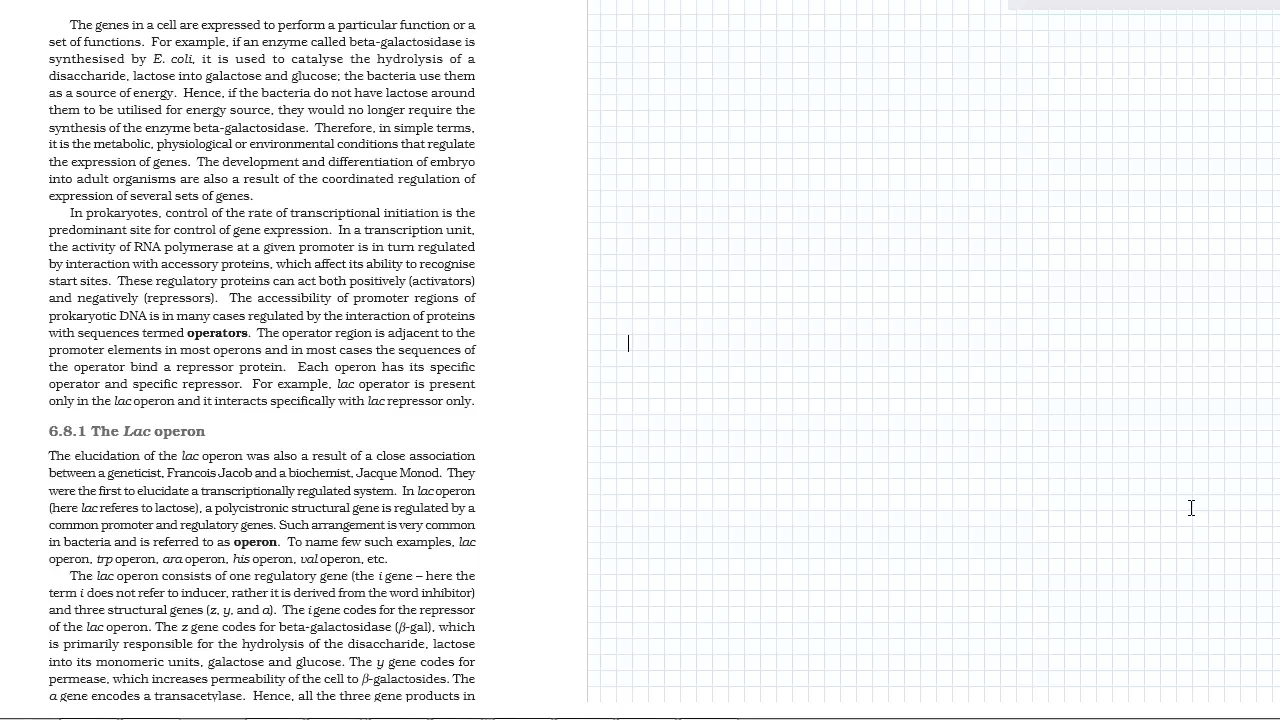 The genes in a cell are expressed to perform a particular function or a
set of functions. For example, if an enzyme called beta-galactosidase is
synthesised by E. coli, it is used to catalyse the hydrolysis of a
disaccharide, lactose into galactose and glucose; the bacteria use them
as a source of energy. Hence, if the bacteria do not have lactose around
them to be utilised for energy source, they would no longer require the
synthesis of the enzyme beta-galactosidase. Therefore, in simple terms,
it is the metabolic, physiological or environmental conditions that regulate
the expression of genes. The development and differentiation of embryo
into adult organisms are also a result of the coordinated regulation of
expression of several sets of genes.
In prokaryotes, control of the rate of transcriptional initiation is the
predominant site for control of gene expression. In a transcription unit,
the activity of RNA polymerase at a given promoter is in turn regulated
by interaction with accessory proteins, which affect its ability to recognise
start sites. These regulatory proteins can act both positively (activators)
and negatively (repressors). The accessibility of promoter regions of
prokaryotic DNA is in many cases regulated by the interaction of proteins
with sequences termed operators. The operator region is adjacent to the
promoter elements in most operons and in most cases the sequences of
the operator bind a repressor protein. Each operon has its specific
operator and specific repressor. For example, lac operator is present
only in the lac operon and it interacts specifically with lac repressor only.
6.8.1 The Lac operon
The elucidation of the lac operon was also a result of a close association
between a geneticist, Francois Jacob and a biochemist, Jacque Monod. They
were the first to elucidate a transcriptionally regulated system. In lac operon
(here lac referes to lactose), a polycistronic structural gene is regulated by a
common promoter and regulatory genes. Such arrangement is very common
in bacteria and is referred to as operon. To name few such examples, lac
operon, trp operon, ara operon, his operon, val operon, etc.
The lac operon consists of one regulatory gene (the i gene – here the
term i does not refer to inducer, rather it is derived from the word inhibitor)
and three structural genes (z, y, and a). The i gene codes for the repressor
of the lac operon. The z gene codes for beta-galactosidase (β-gal), which
is primarily responsible for the hydrolysis of the disaccharide, lactose
into its monomeric units, galactose and glucose. The y gene codes for
permease, which increases permeability of the cell to β-galactosides. The
a gene encodes a transacetylase. Hence, all the three gene products in